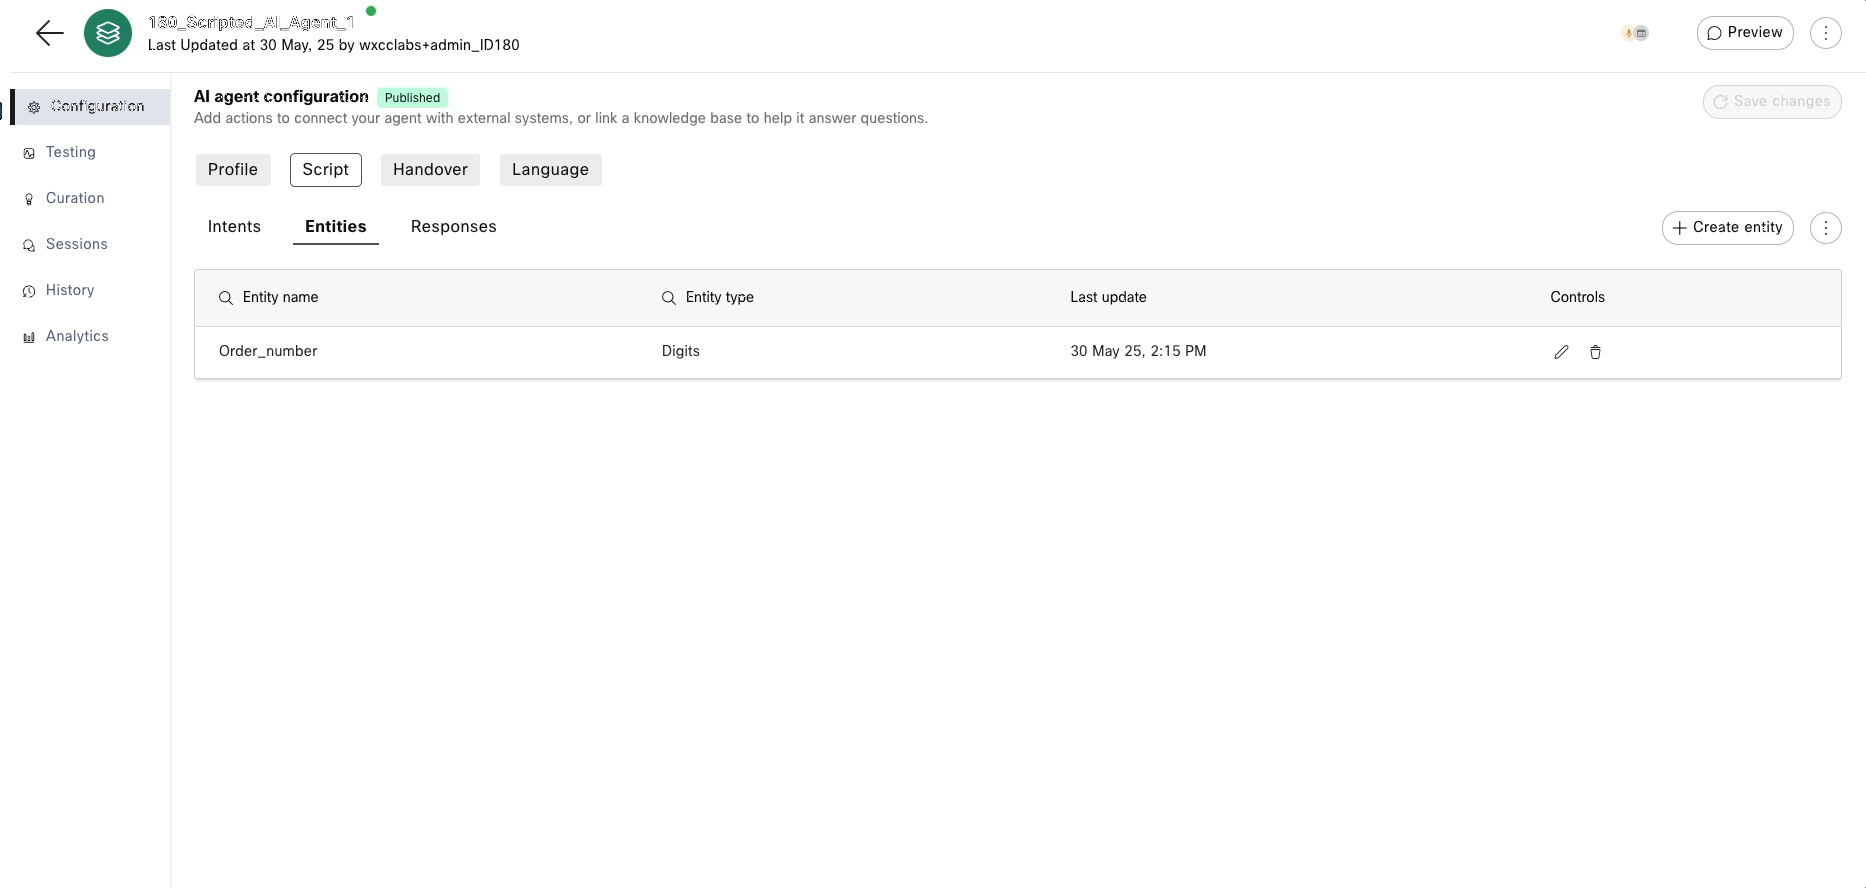 180_Scripted_AI_Agent_1
Last Updated at 30 May, 25 by wxcclabs+admin_ID180
Preview
Configuration
Testing
Curation
Sessions
History
Analytics
AI agent configuration Published
Add actions to connect your agent with external systems, or link a knowledge base to help it answer questions.
Save changes
Profile Script Handover Language
Intents Entities Responses
Create entity
Entity name Entity type Last update Controls
Order_number Digits 30 May 25, 2:15 PM